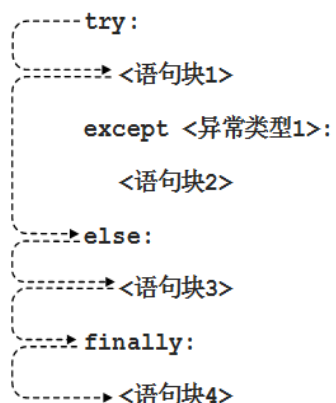 try:
<语句块1>
except <异常类型1>:
<语句块2>
else:
<语句块3>
finally:
<语句块4>